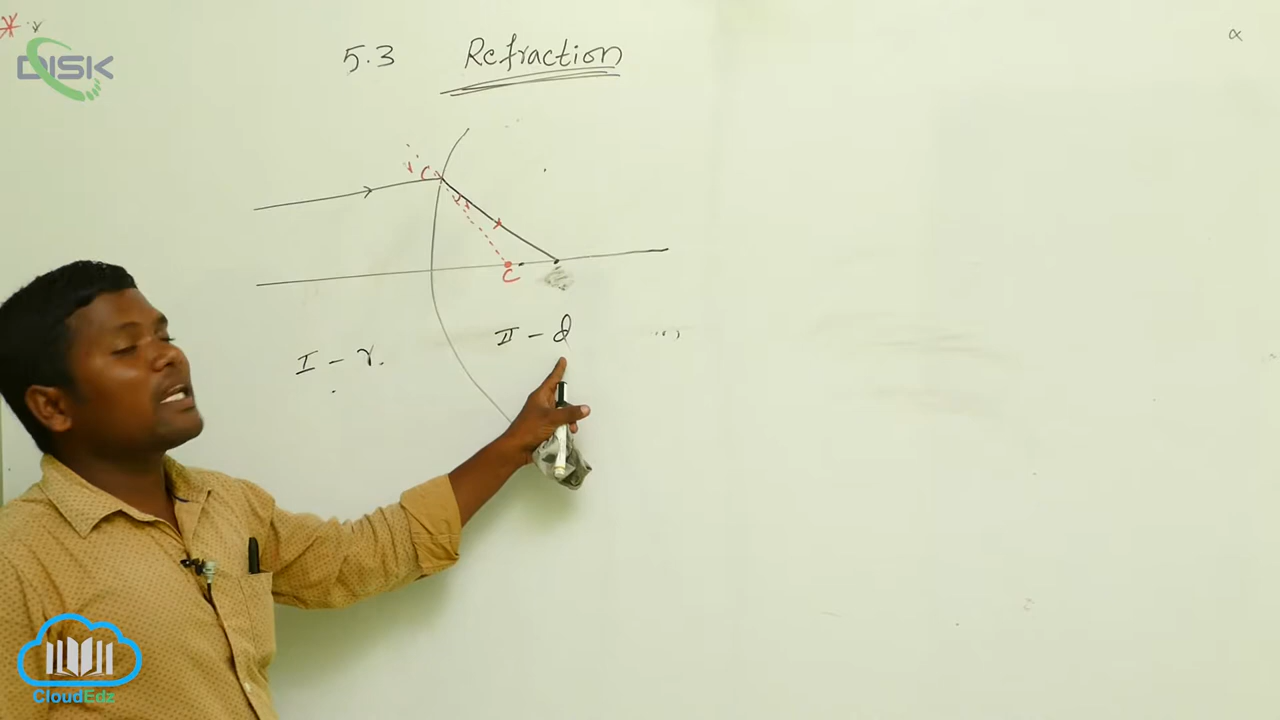 DISK
5.3 Refraction
C
I - r.
II - d
α
CloudEdz